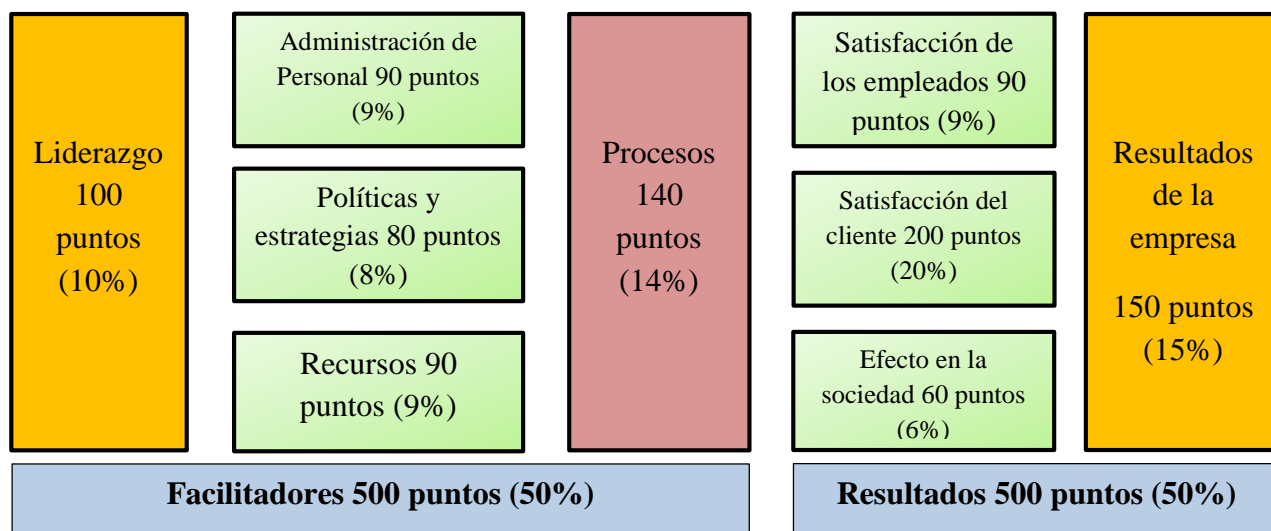 Liderazgo
100
puntos
(10%)
Administración de
Personal 90 puntos
(9%)
Políticas y
estrategias 80 puntos
(8%)
Recursos 90
puntos (9%)
Procesos
140
puntos
(14%)
Satisfacción de
los empleados 90
puntos (9%)
Satisfacción del
cliente 200 puntos
(20%)
Efecto en la
sociedad 60 puntos
(6%)
Resultados
de la
empresa
150 puntos
(15%)
Facilitadores 500 puntos (50%)
Resultados 500 puntos (50%)